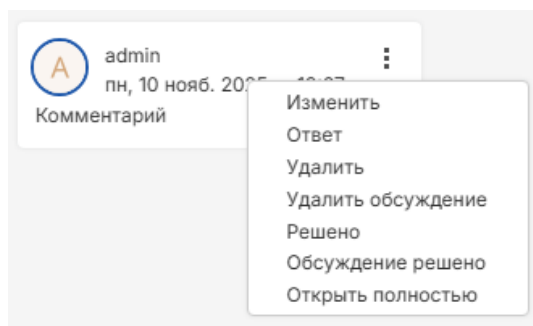 А
admin
пн, 10 нояб.
Комментарий
Изменить
Ответ
Удалить
Удалить обсуждение
Решено
Обсуждение решено
Открыть полностью